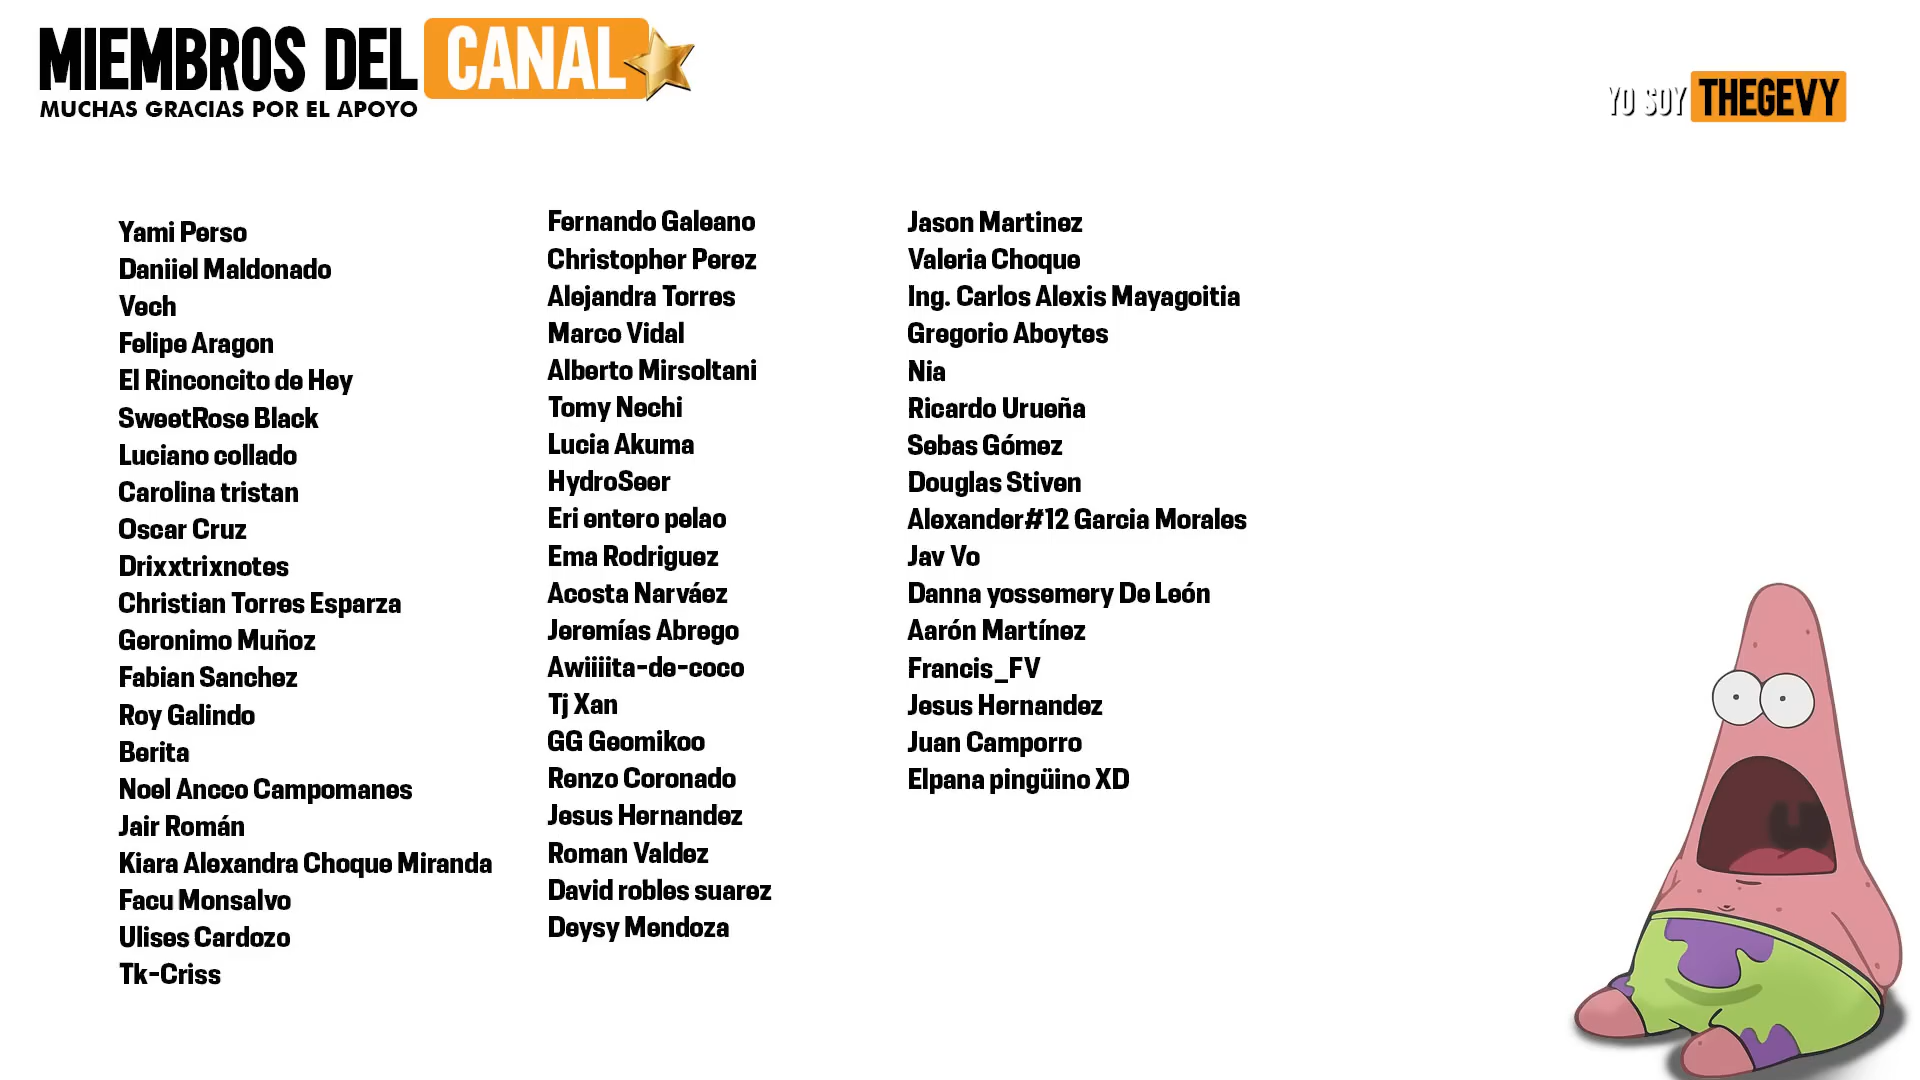 MIEMBROS DEL CANAL
MUCHAS GRACIAS POR EL APOYO
YO SOY THEGEVY
Yami Perso
Daniiel Maldonado
Vech
Felipe Aragon
El Rinconcito de Hey
SweetRose Black
Luciano collado
Carolina tristan
Oscar Cruz
Drixxtrixnotes
Christian Torres Esparza
Geronimo Muñoz
Fabian Sanchez
Roy Galindo
Berita
Noel Ancco Campomanes
Jair Román
Kiara Alexandra Choque Miranda
Facu Monsalvo
Ulises Cardozo
Tk-Criss
Fernando Galeano
Christopher Perez
Alejandra Torres
Marco Vidal
Alberto Mirsoltani
Tomy Nechi
Lucia Akuma
HydroSeer
Eri entero pelao
Ema Rodriguez
Acosta Narváez
Jeremías Abrego
Awiiiita-de-coco
Tj Xan
GG Geomikoo
Renzo Coronado
Jesus Hernandez
Roman Valdez
David robles suarez
Deysy Mendoza
Jason Martinez
Valeria Choque
Ing. Carlos Alexis Mayagoitia
Gregorio Aboytes
Nia
Ricardo Urueña
Sebas Gómez
Douglas Stiven
Alexander#12 Garcia Morales
Jav Vo
Danna yossemery De León
Aarón Martínez
Francis_FV
Jesus Hernandez
Juan Camporro
Elpana pingüino XD